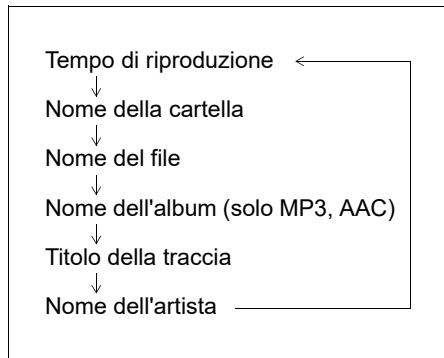 Tempo di riproduzione
Nome della cartella
Nome del file
Nome dell'album (solo MP3, AAC)
Titolo della traccia
Nome dell'artista